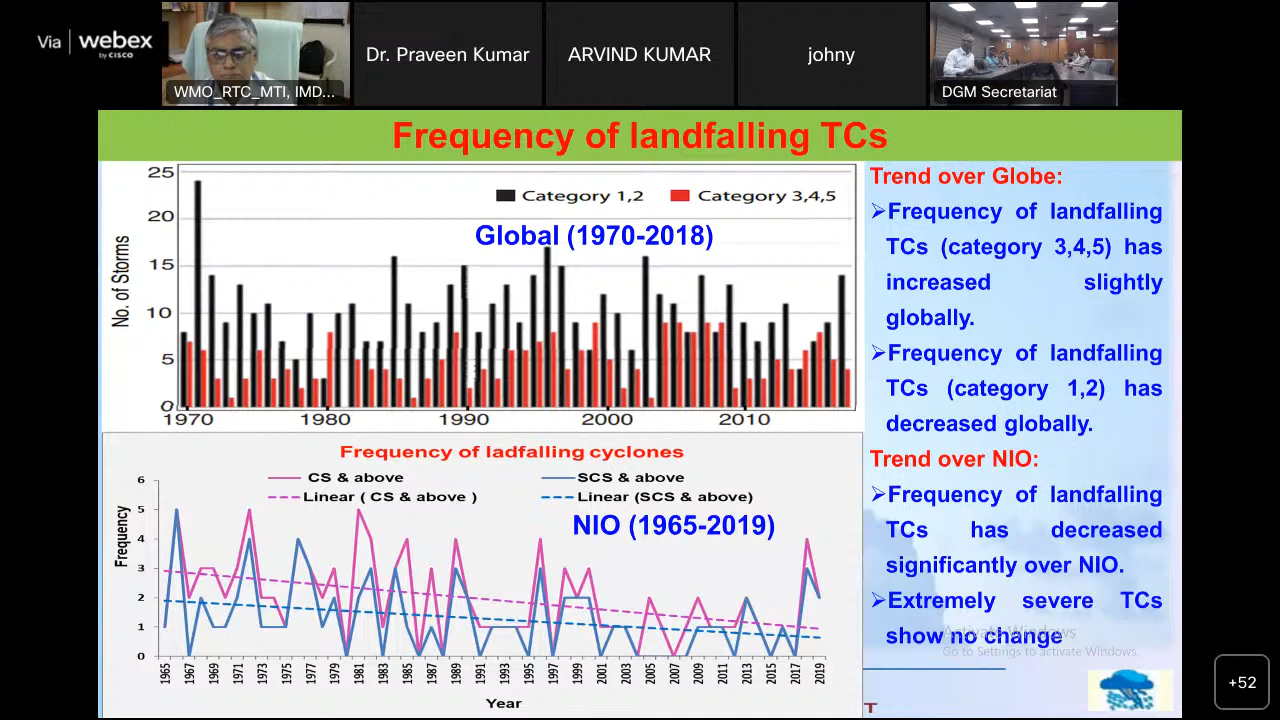 Via webex
by CISCO
WMO_RTC_MTI, IMD...
Dr. Praveen Kumar
ARVIND KUMAR
johny
DGM Secretariat
Frequency of landfalling TCs
25
20
15
10
5
0
No. of Storms
Category 1,2
Category 3,4,5
Global (1970-2018)
1970 1980 1990 2000 2010
Frequency of ladfalling cyclones
CS & above
SCS & above
Linear ( CS & above )
Linear (SCS & above)
NIO (1965-2019)
6
5
4
3
2
1
0
Frequency
1965 1967 1969 1971 1973 1975 1977 1979 1981 1983 1985 1987 1989 1991 1993 1995 1997 1999 2001 2003 2005 2007 2009 2011 2013 2015 2017 2019
Year
Trend over Globe:
➢Frequency of landfalling
TCs (category 3,4,5) has
increased slightly
globally.
➢Frequency of landfalling
TCs (category 1,2) has
decreased globally.
Trend over NIO:
➢Frequency of landfalling
TCs has decreased
significantly over NIO.
➢Extremely severe TCs
show no change
Activate Windows
Go to Settings to activate Windows.
T
+52